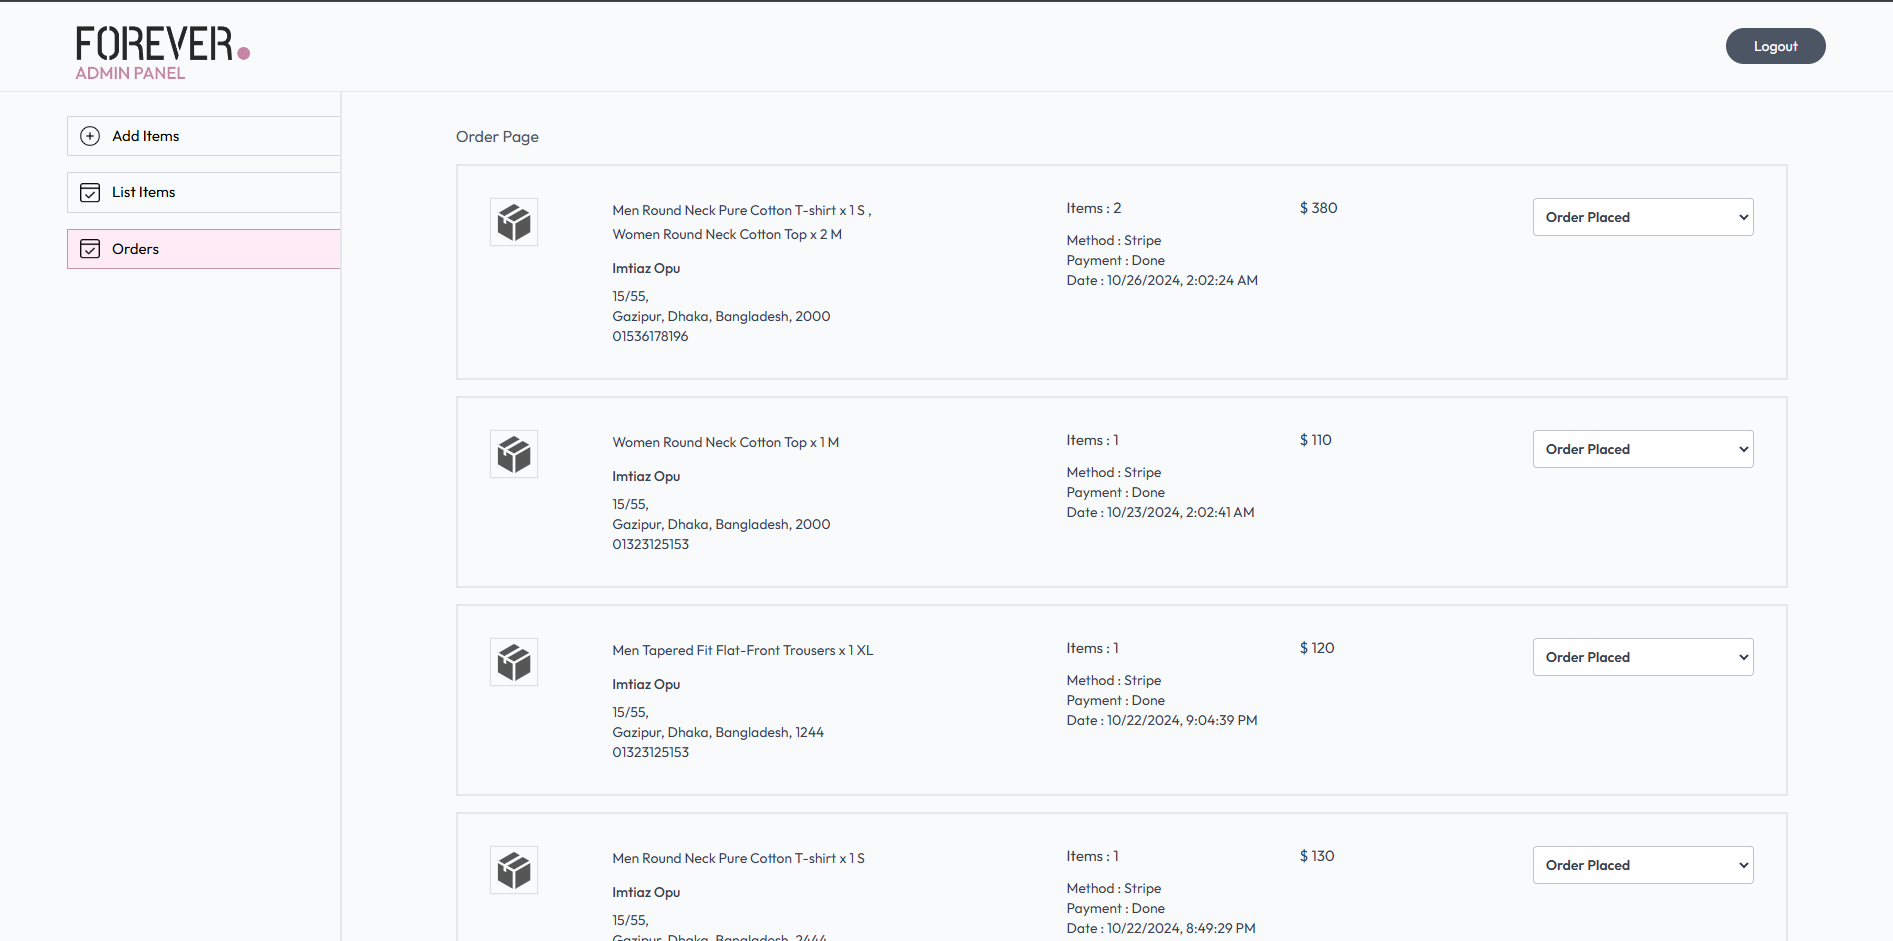 FOREVER.
ADMIN PANEL
Logout
Add Items
List Items
Orders
Order Page
Men Round Neck Pure Cotton T-shirt x 1 S ,
Women Round Neck Cotton Top x 2 M
Imtiaz Opu
15/55,
Gazipur, Dhaka, Bangladesh, 2000
01536178196
Items : 2
Method : Stripe
Payment : Done
Date : 10/26/2024, 2:02:24 AM
$ 380
Order Placed
Women Round Neck Cotton Top x 1 M
Imtiaz Opu
15/55,
Gazipur, Dhaka, Bangladesh, 2000
01323125153
Items : 1
Method : Stripe
Payment : Done
Date : 10/23/2024, 2:02:41 AM
$ 110
Order Placed
Men Tapered Fit Flat-Front Trousers x 1 XL
Imtiaz Opu
15/55,
Gazipur, Dhaka, Bangladesh, 1244
01323125153
Items : 1
Method : Stripe
Payment : Done
Date : 10/22/2024, 9:04:39 PM
$ 120
Order Placed
Men Round Neck Pure Cotton T-shirt x 1 S
Imtiaz Opu
15/55,
Gazipur, Dhaka, Bangladesh, 2444
Items : 1
Method : Stripe
Payment : Done
Date : 10/22/2024, 8:49:29 PM
$ 130
Order Placed